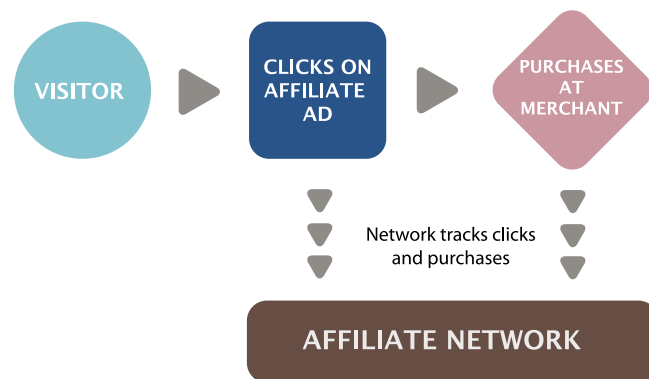 VISITOR
CLICKS ON
AFFILIATE
AD
PURCHASES
AT
MERCHANT
Network tracks clicks
and purchases
AFFILIATE NETWORK